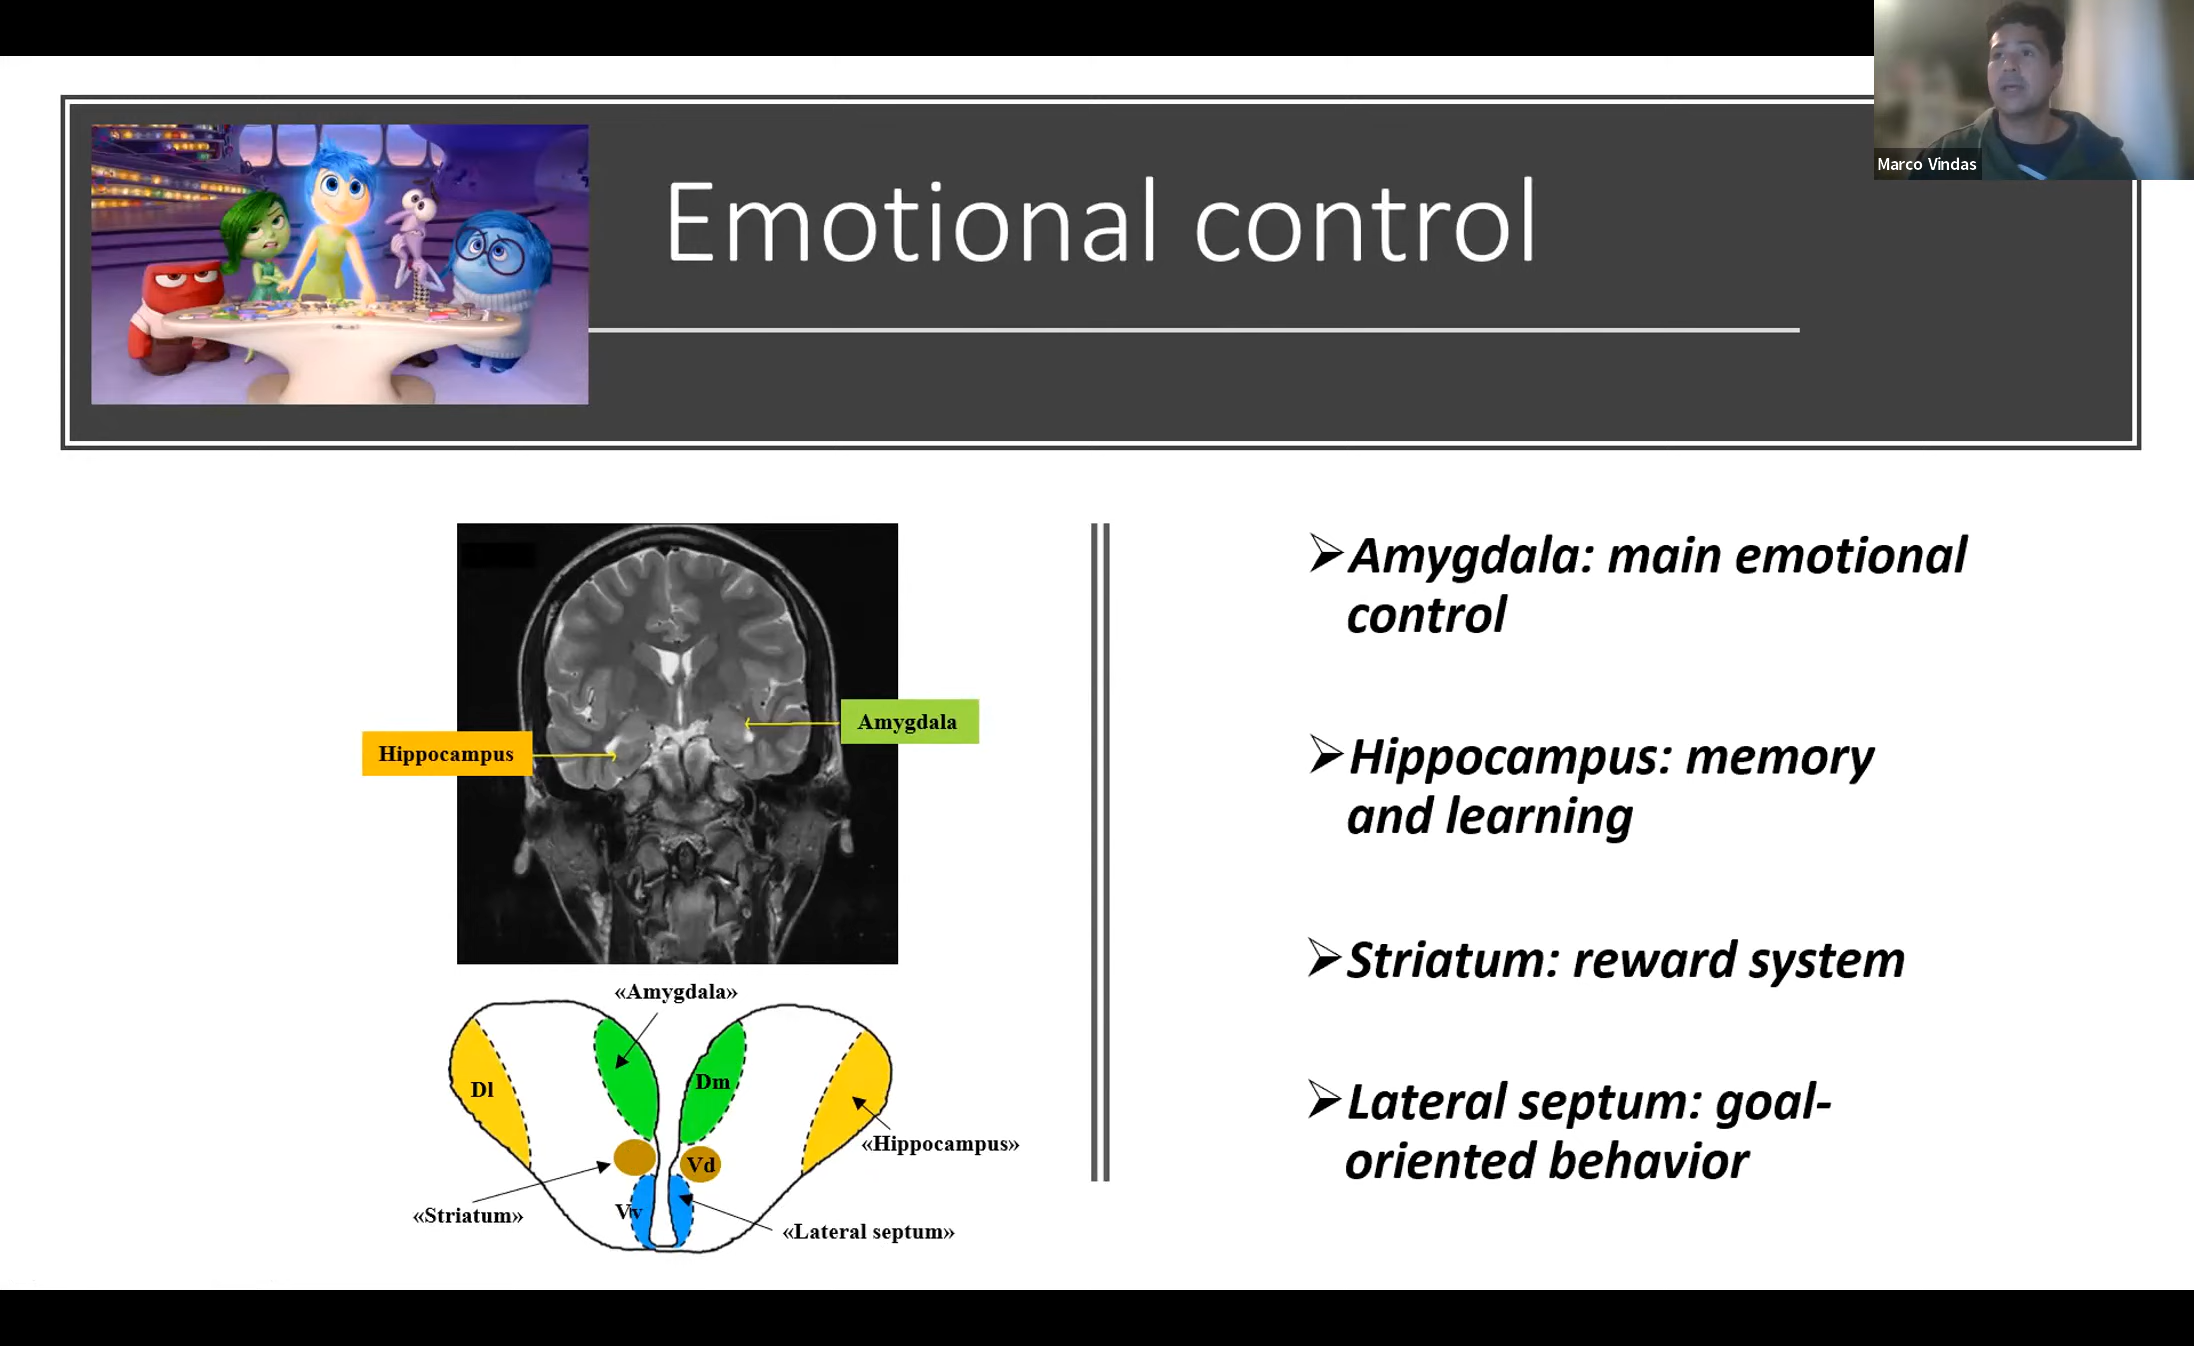 Marco Vindas
Emotional control
Amygdala
Hippocampus
«Amygdala»
Dl
Dm
«Hippocampus»
Vd
«Striatum»
Vv
«Lateral septum»
Amygdala: main emotional
control
Hippocampus: memory
and learning
Striatum: reward system
Lateral septum: goal-
oriented behavior